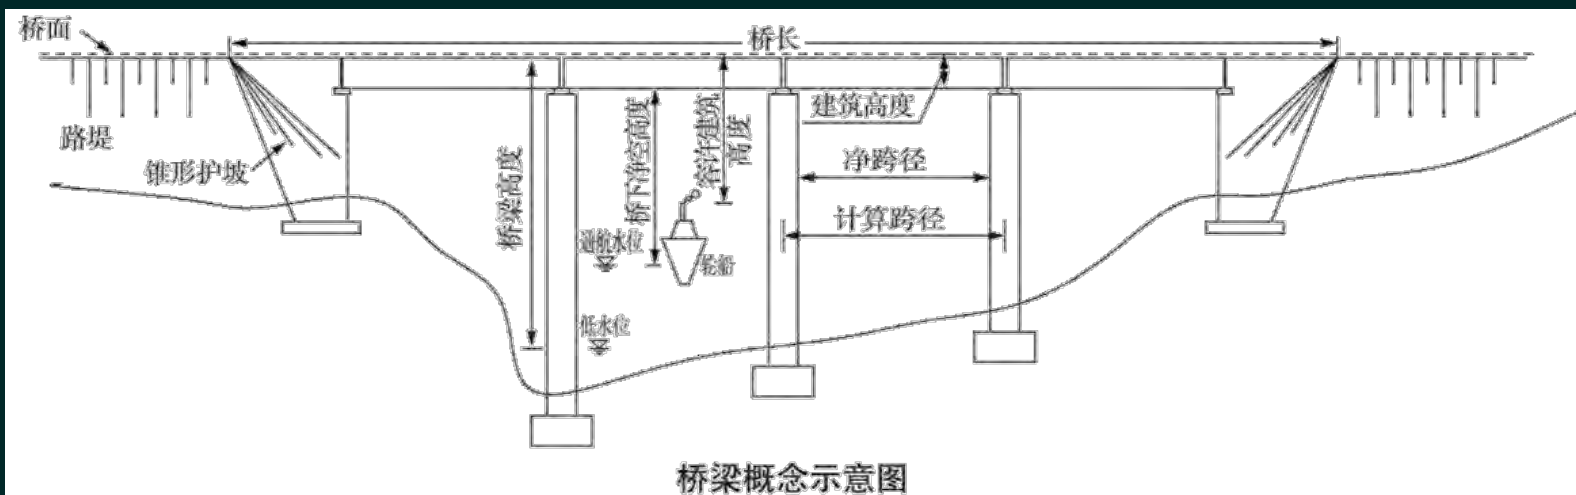 桥面
桥长
路堤
锥形护坡
桥梁高度
桥下净空高度
容许建筑
高度
建筑高度
净跨径
计算跨径
通航水位
轮船
低水位
桥梁概念示意图